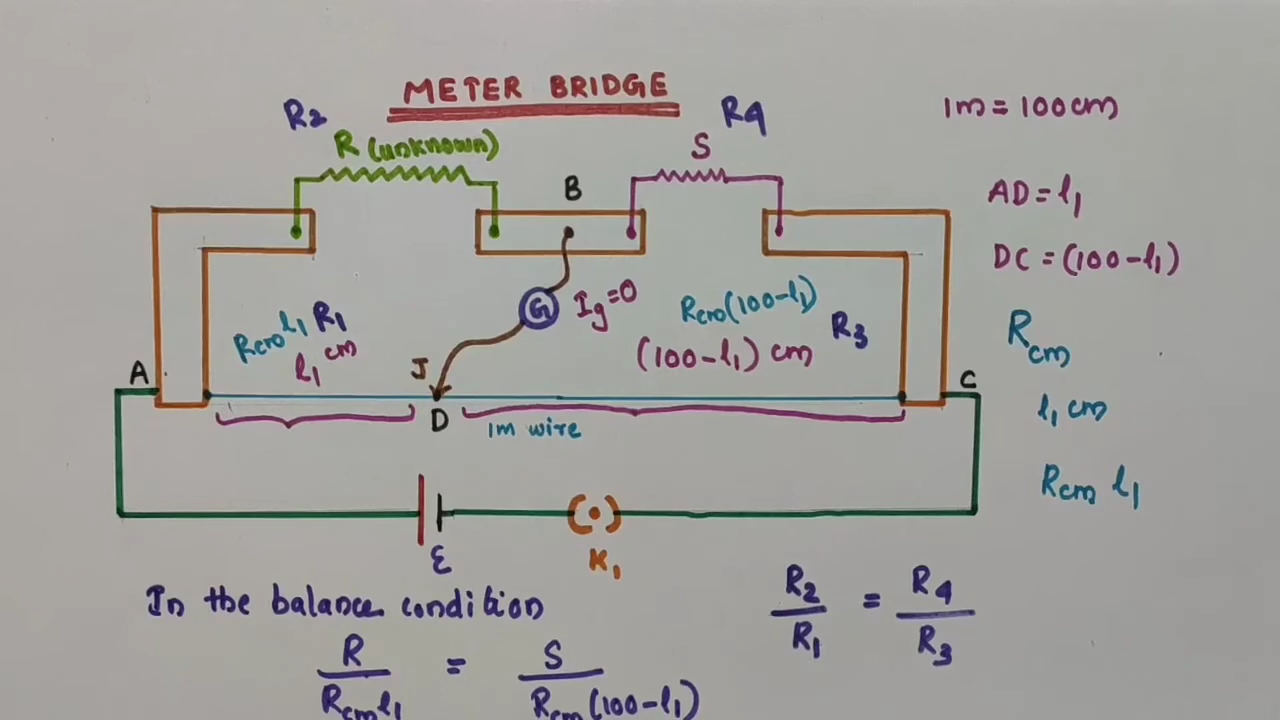 METER BRIDGE
R2
R (unknown)
B
S
R4
1m = 100cm
AD = l₁
DC = (100-l₁)
G
Ig=0
Rcm l₁ R₁
l₁ cm
Rcm(100-l₁)
(100-l₁) cm
R3
Rcm
l₁ cm
Rcm l₁
A
J
D
C
1m wire
ε
K₁
In the balance condition
R/Rcm l₁ = S/Rcm (100-l₁)
R2/R₁ = R4/R3